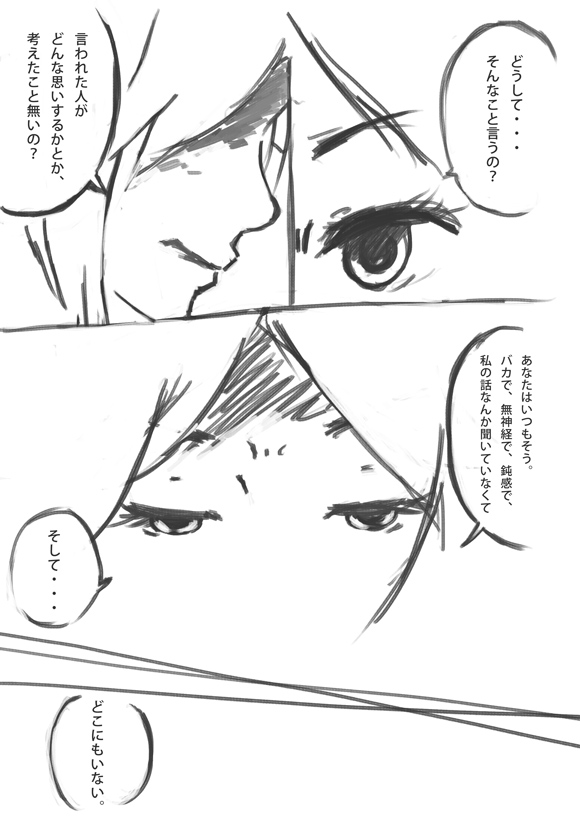 どうして・・・
そんなこと言うの？
言われた人が
どんな思いするかとか、
考えたこと無いの？
あなたはいつもそう。
バカで、無神経で、鈍感で、
私の話なんか聞いていなくて
そして・・・
どこにもいない。